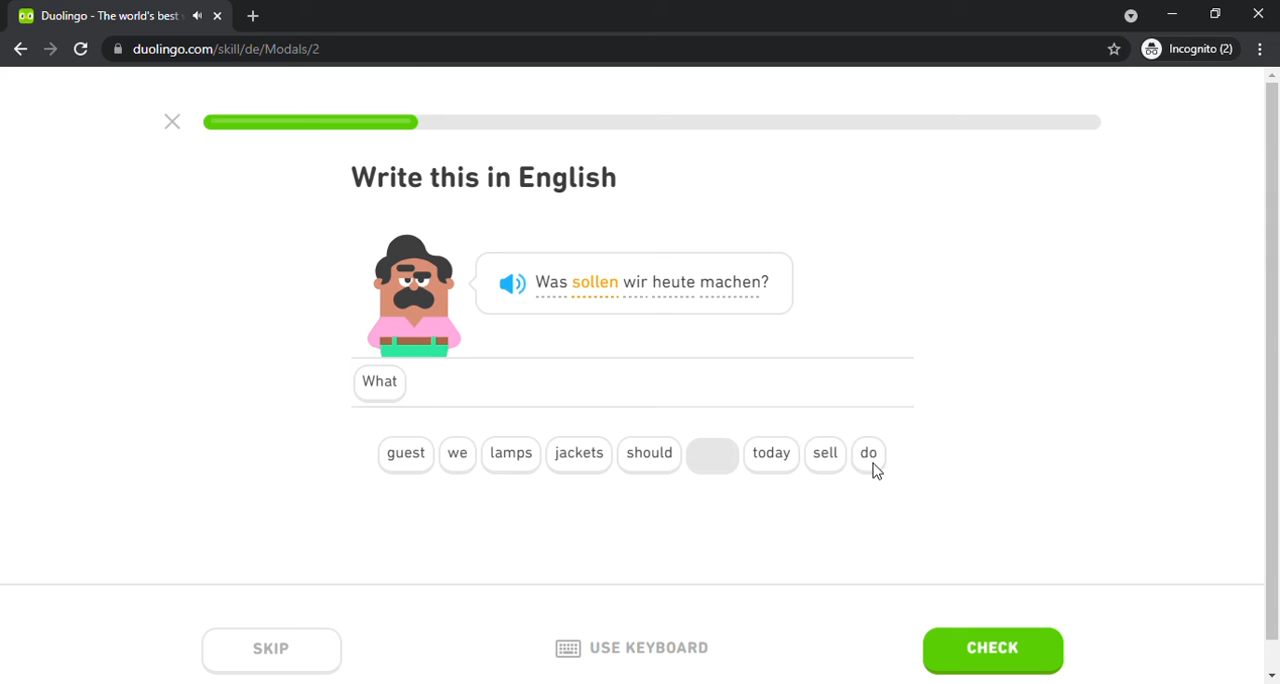 Duolingo - The world's best
duolingo.com/skill/de/Modals/2
Incognito (2)
Write this in English
Was sollen wir heute machen?
What
guest we lamps jackets should today sell do
SKIP
USE KEYBOARD
CHECK